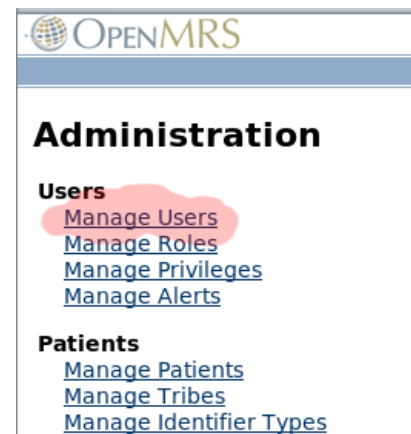 OPENMRS
Administration
Users
Manage Users
Manage Roles
Manage Privileges
Manage Alerts
Patients
Manage Patients
Manage Tribes
Manage Identifier Types